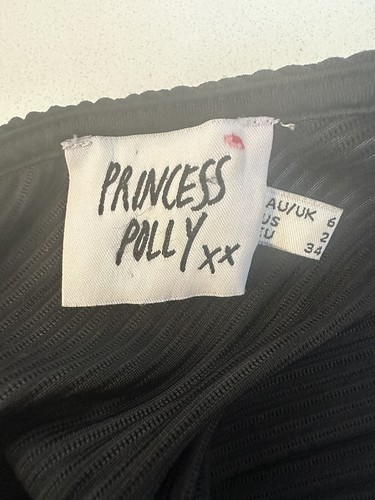 PRINCESS
POLLY xx
AU/UK 6
US 2
EU 34